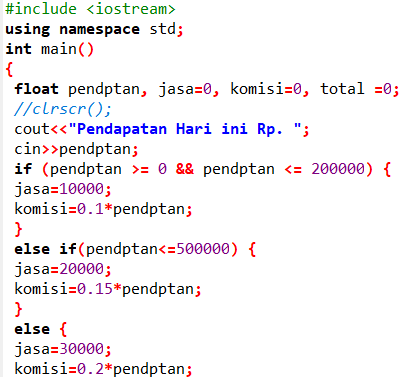 #include <iostream>
using namespace std;
int main()
{
float pendptan, jasa=0, komisi=0, total =0;
//clrscr();
cout<<"Pendapatan Hari ini Rp. ";
cin>>pendptan;
if (pendptan >= 0 && pendptan <= 200000) {
jasa=10000;
komisi=0.1*pendptan;
}
else if(pendptan<=500000) {
jasa=20000;
komisi=0.15*pendptan;
}
else {
jasa=30000;
komisi=0.2*pendptan;